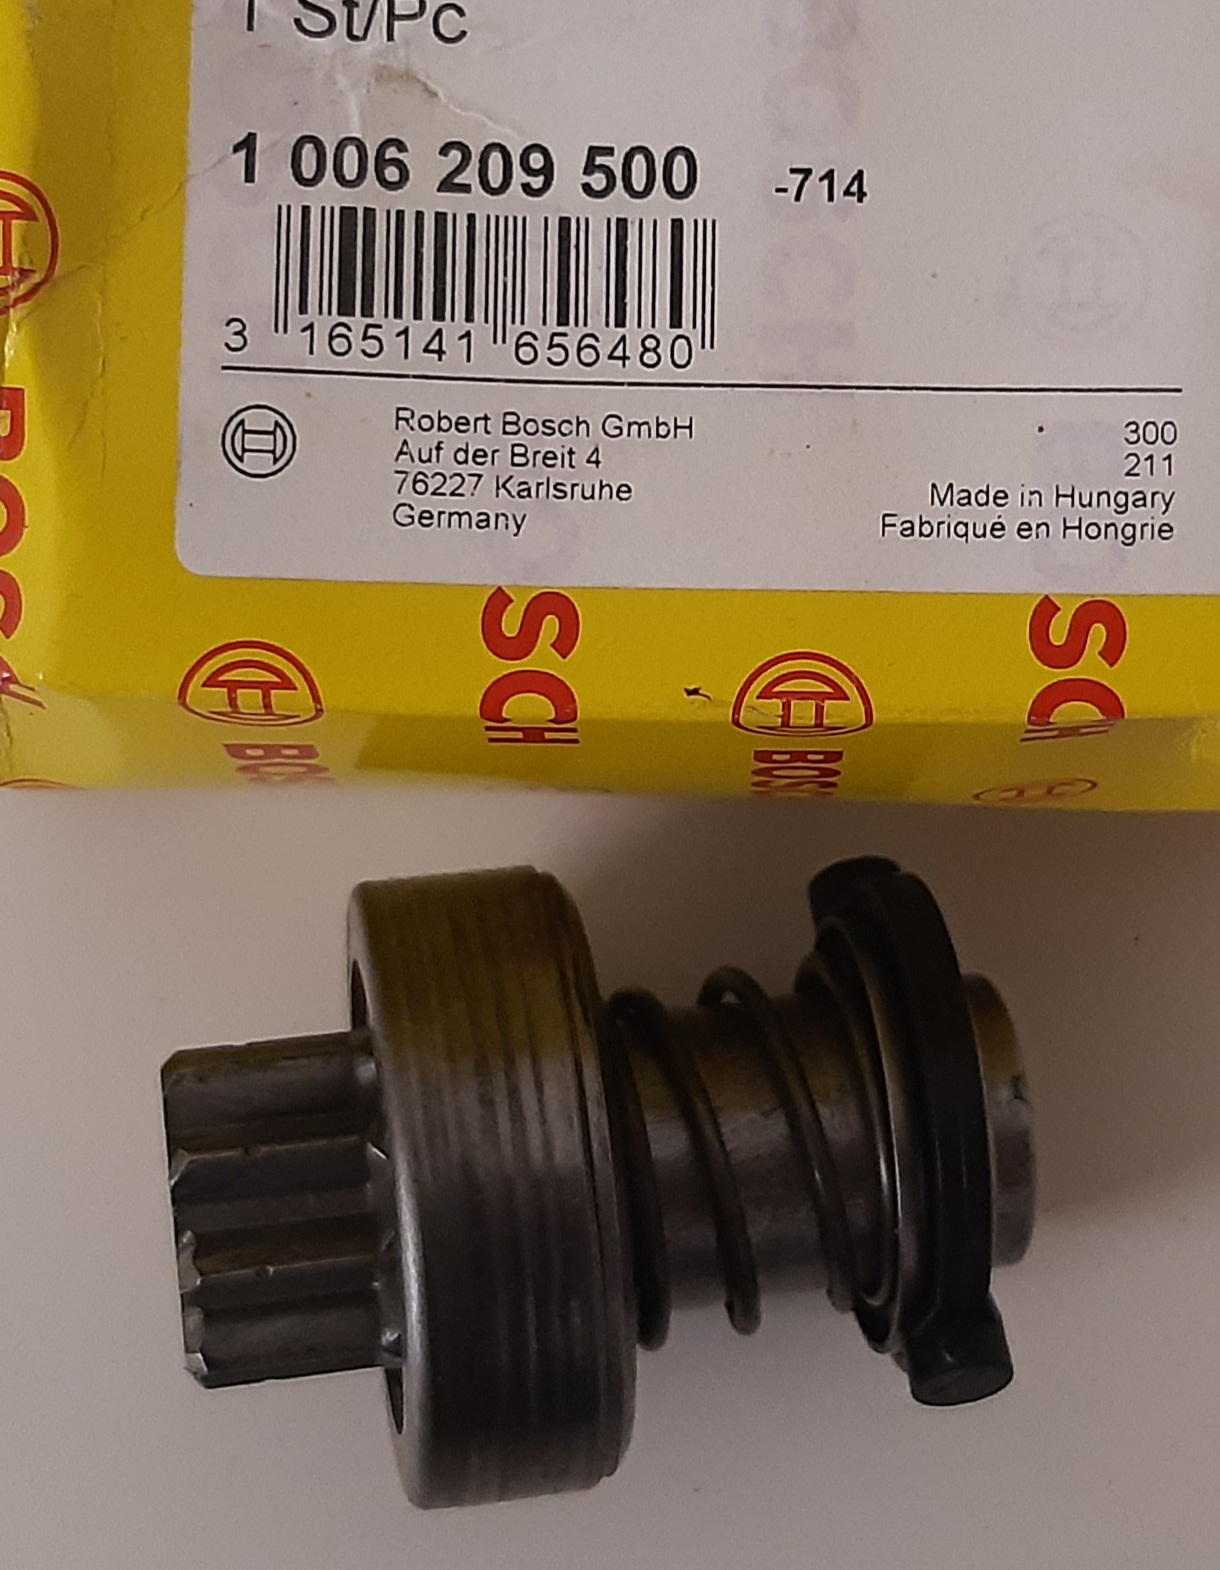 1 St/Pc
1 006 209 500 -714
3 165141 656480
Robert Bosch GmbH
Auf der Breit 4
76227 Karlsruhe
Germany
300
211
Made in Hungary
Fabriqué en Hongrie
BOSCH
SCH
SCH
BOSCH